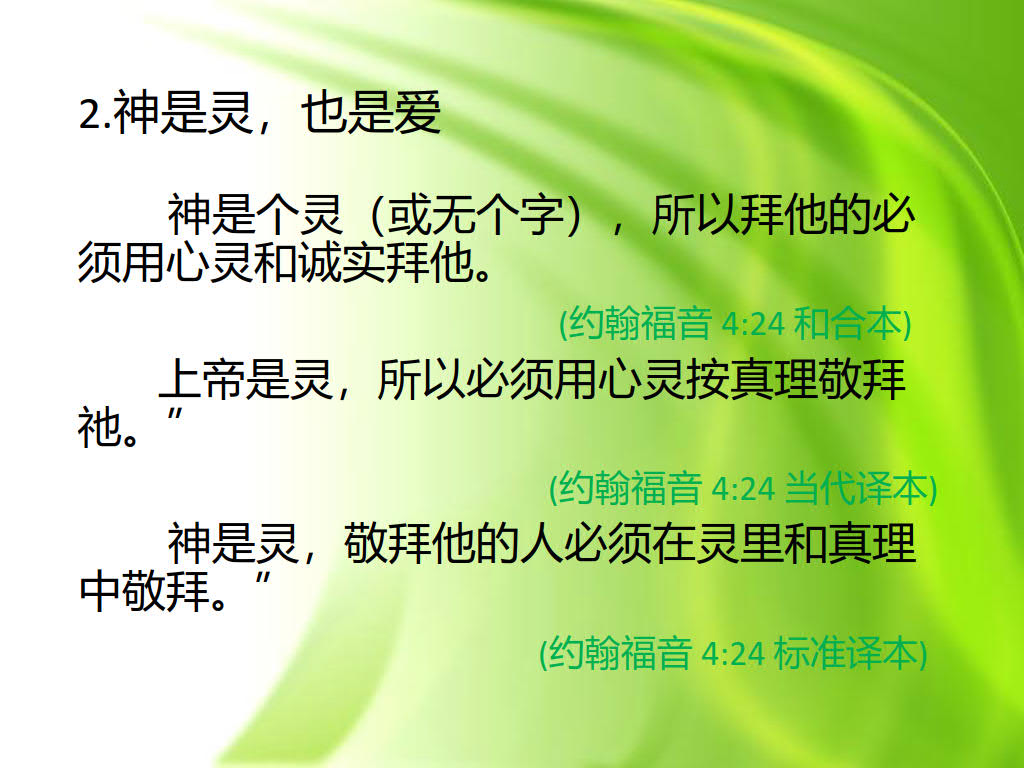 2.神是灵，也是爱
神是个灵（或无个字），所以拜他的必
须用心灵和诚实拜他。
(约翰福音 4:24 和合本)
上帝是灵，所以必须用心灵按真理敬拜
祂。”
(约翰福音 4:24 当代译本)
神是灵，敬拜他的人必须在灵里和真理
中敬拜。”
(约翰福音 4:24 标准译本)